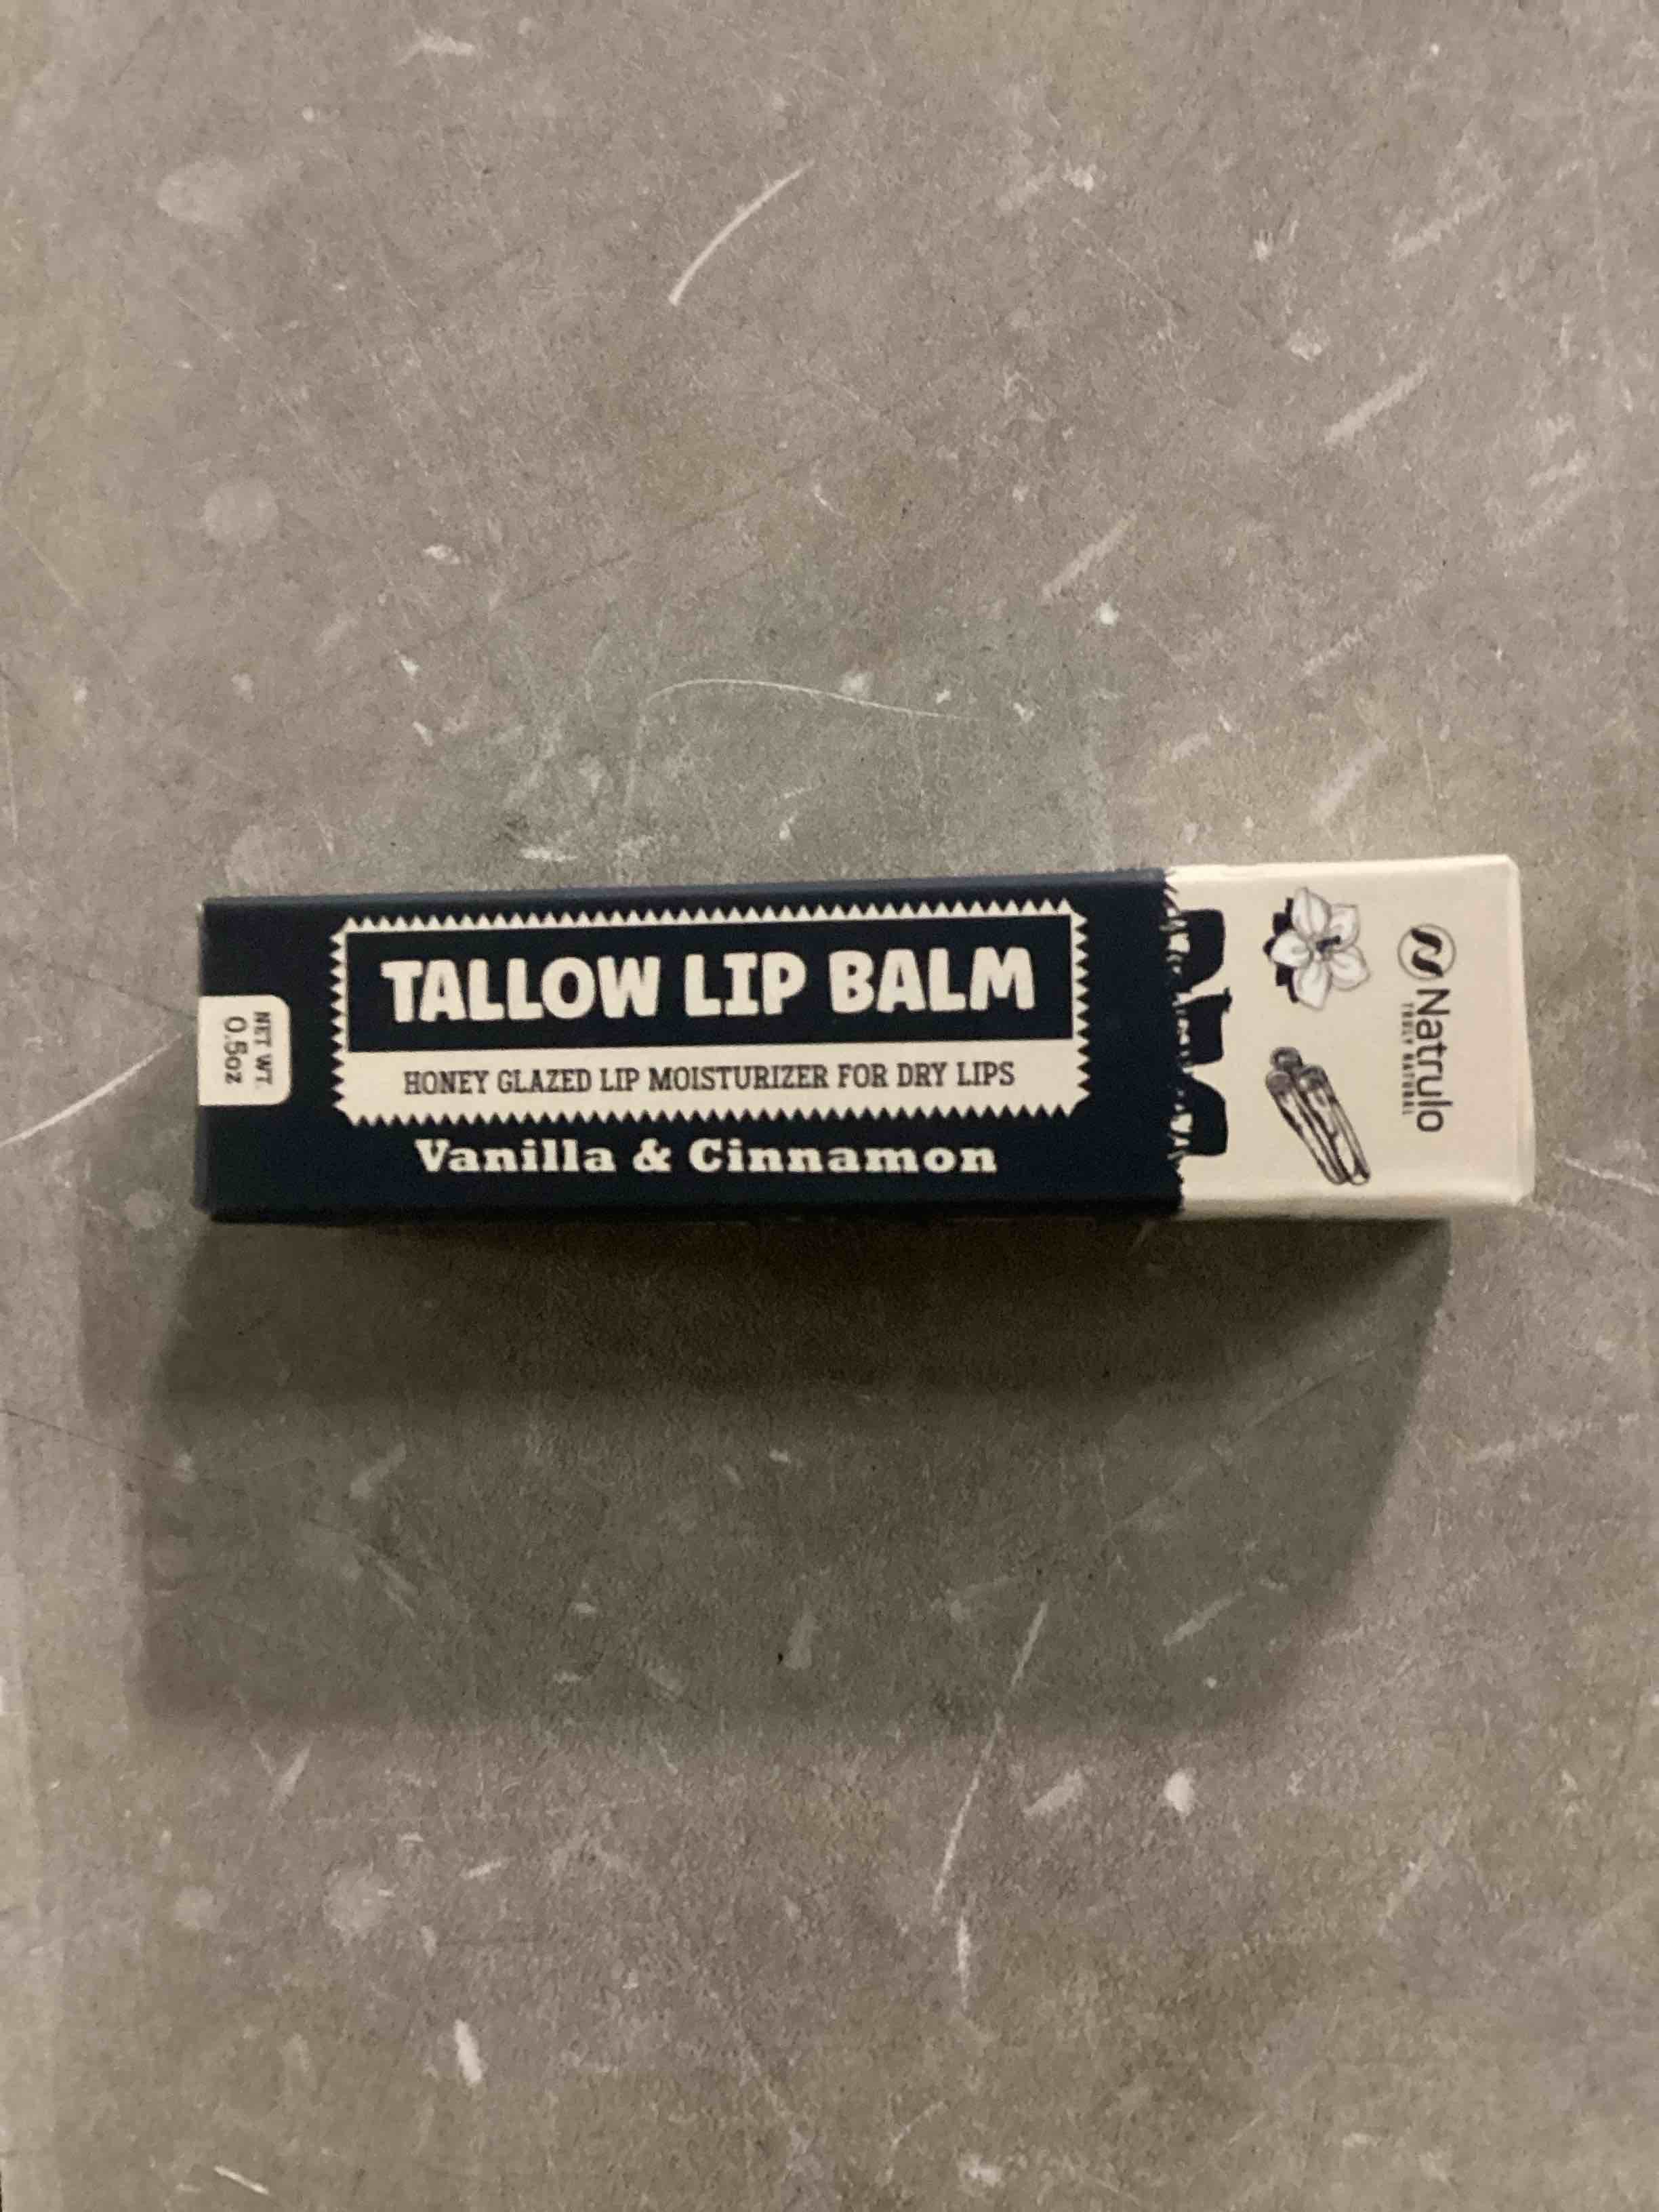 TALLOW LIP BALM
HONEY GLAZED LIP MOISTURIZER FOR DRY LIPS
Vanilla & Cinnamon
NET WT
0.5oz
Natrulo
TRULY NATURAL